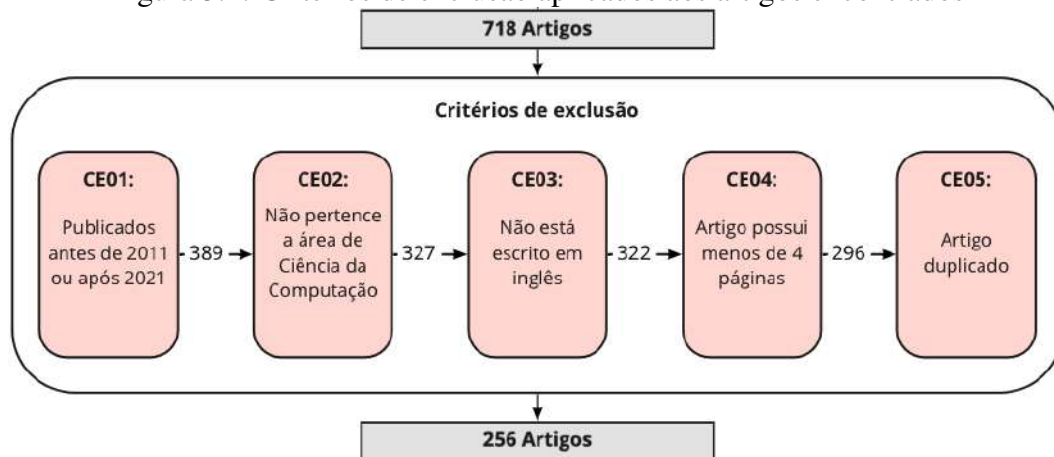 718 Artigos
Critérios de exclusão
CE01:
Publicados
antes de 2011
ou após 2021
389
CE02:
Não pertence
a área de
Ciência da
Computação
327
CE03:
Não está
escrito em
inglês
322
CE04:
Artigo possui
menos de 4
páginas
296
CE05:
Artigo
duplicado
256 Artigos